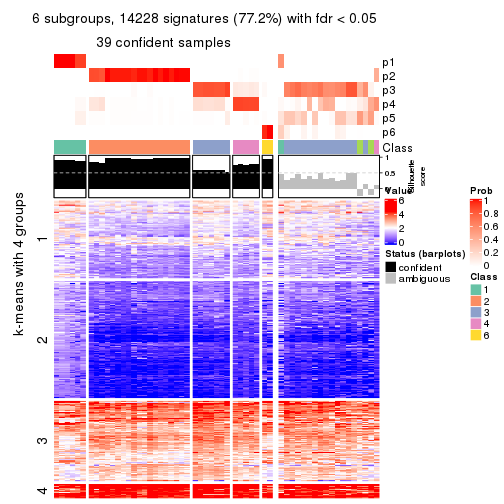 6 subgroups, 14228 signatures (77.2%) with fdr < 0.05
39 confident samples
p1
p2
p3
p4
p5
p6
Class
1
0.5
0
Silhouette
score
k-means with 4 groups
1
2
3
4
Value
6
4
2
0
Status (barplots)
confident
ambiguous
Prob
1
0.8
0.6
0.4
0.2
0
Class
1
2
3
4
6